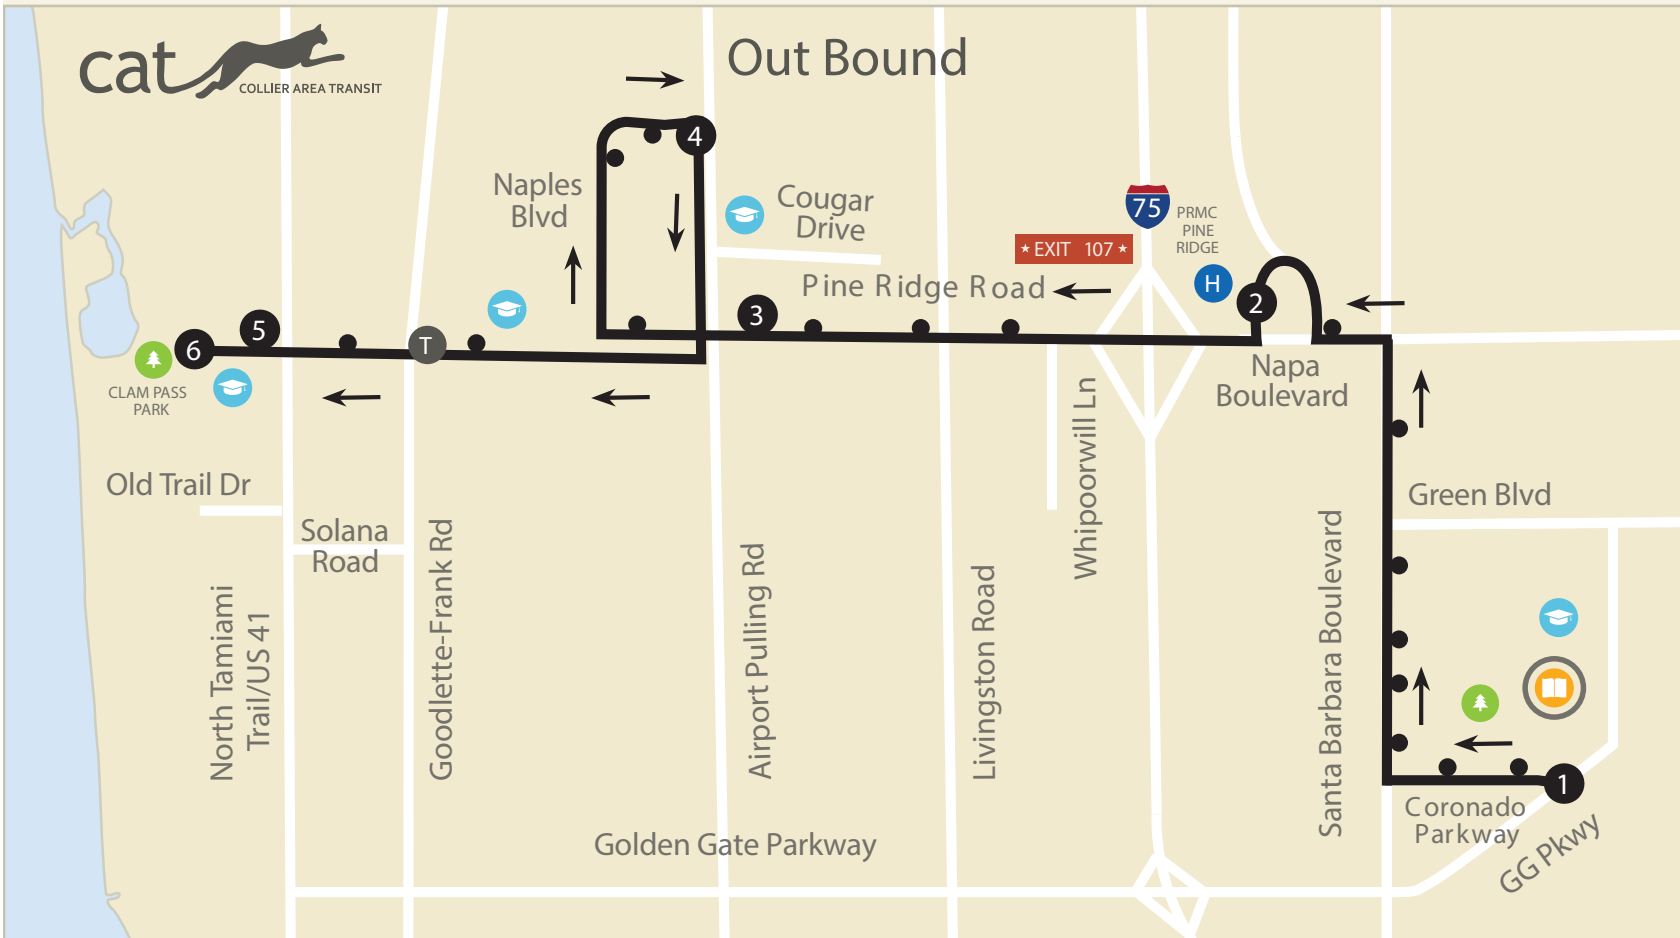 cat
COLLIER AREA TRANSIT
Out Bound
4
Naples
Blvd
Cougar
Drive
75
PRMC
PINE
RIDGE
EXIT 107
Pine Ridge Road
H
2
3
5
6
T
CLAM PASS
PARK
Napa
Boulevard
Old Trail Dr
Solana
Road
Green Blvd
North Tamiami
Trail/US 41
Goodlette-Frank Rd
Airport Pulling Rd
Livingston Road
Whipoorwill Ln
Santa Barbara Boulevard
1
Coronado
Parkway
GG Pkwy
Golden Gate Parkway